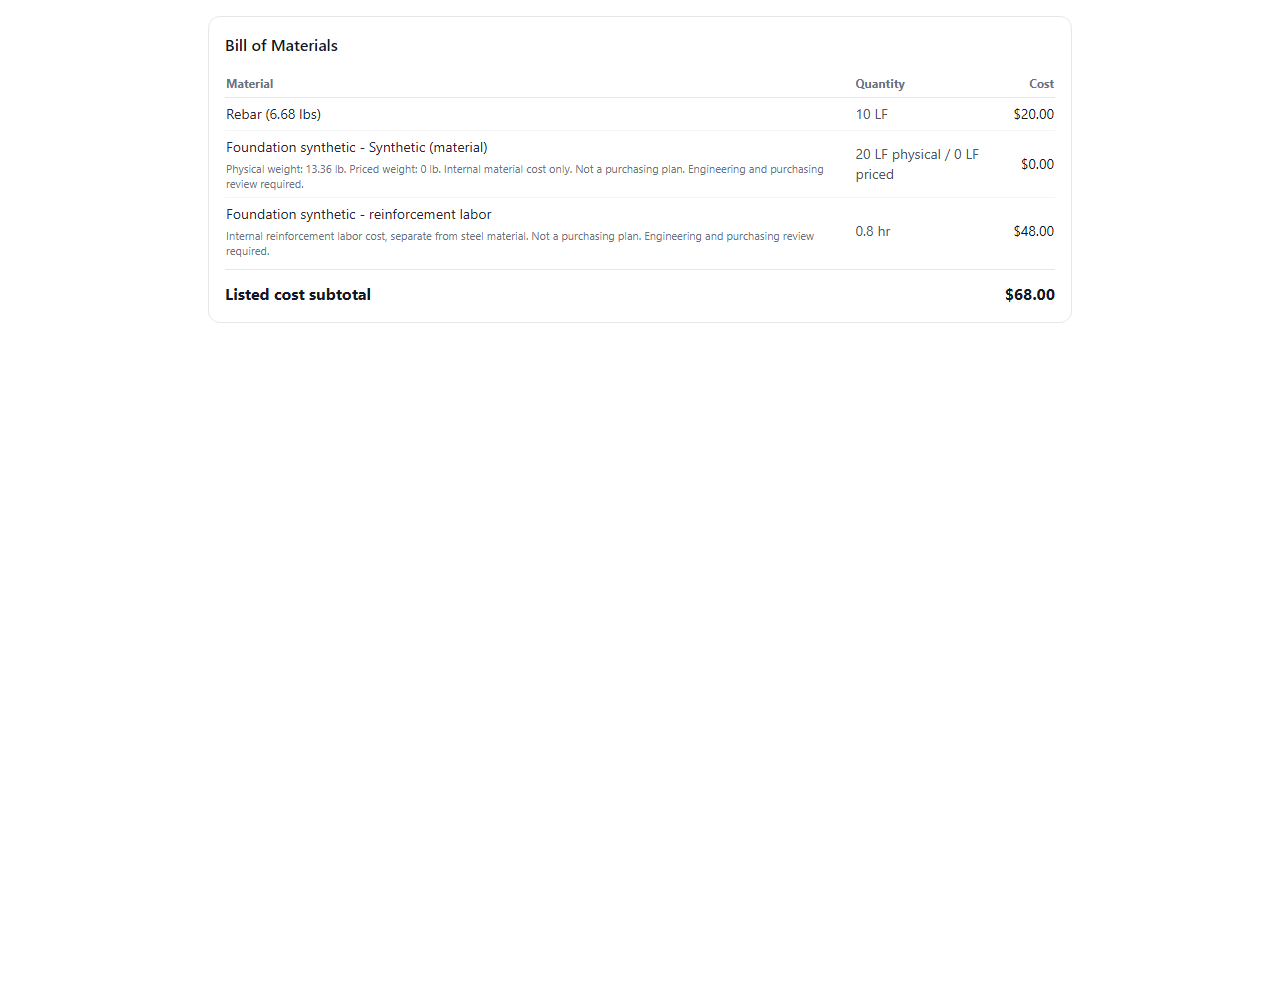 Bill of Materials
Material Quantity Cost
Rebar (6.68 lbs) 10 LF $20.00
Foundation synthetic - Synthetic (material)
Physical weight: 13.36 lb. Priced weight: 0 lb. Internal material cost only. Not a purchasing plan. Engineering and purchasing
review required.
20 LF physical / 0 LF
priced
$0.00
Foundation synthetic - reinforcement labor
Internal reinforcement labor cost, separate from steel material. Not a purchasing plan. Engineering and purchasing review
required.
0.8 hr
$48.00
Listed cost subtotal $68.00